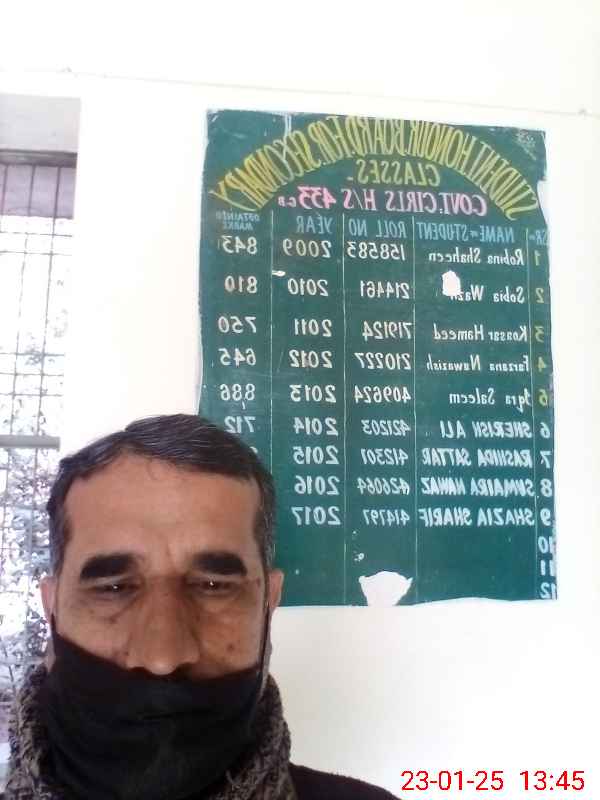 STUDENT HONOUR BOARD FOR SECONDARY
CLASSES-
GOVT.GIRLS H/S 433 G.B
SR= NAME=STUDENT ROLL NO YEAR OBTAINED MARKS
1 Robina Shaheen 158583 2009 843
2 Sobia 214461 2010 810
3 Koasar Hameed 719124 2011 750
4 Farzana Nawazish 210227 2012 645
5 Iqra Saleem 409624 2013 886
6 SHERISH ALI 421203 2014 712
7 RASHIDA SATTAR 412301 2015
8 SUMAIRA NAWAZ 426064 2016
9 SHAZIA SHARIF 414797 2017
10
11
12
23-01-25 13:45